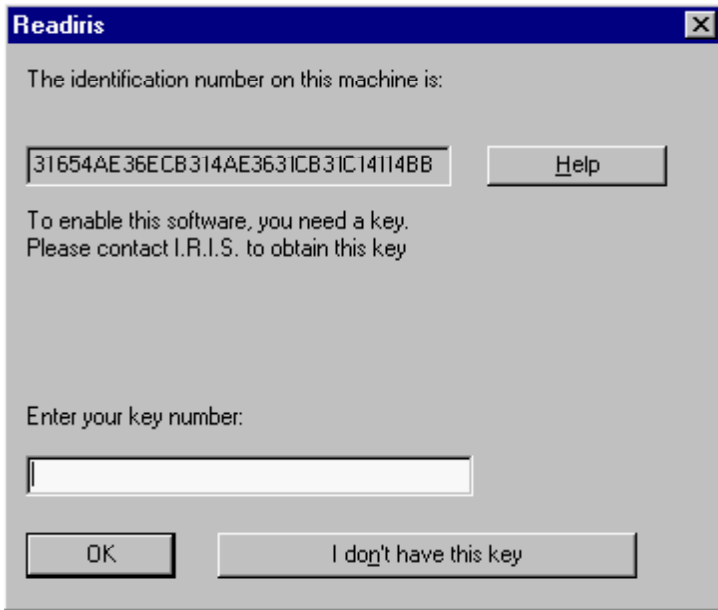 Readiris
The identification number on this machine is:
31654AE36ECB314AE3631CB31C14114BB
Help
To enable this software, you need a key.
Please contact I.R.I.S. to obtain this key
Enter your key number:
OK
I don't have this key